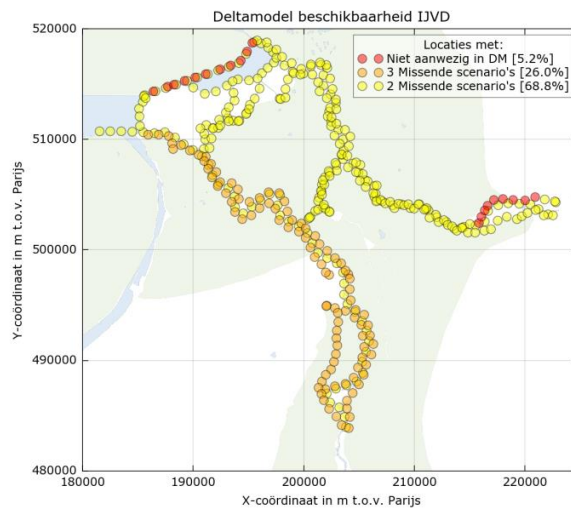 Deltamodel beschikbaarheid IJVD
Locaties met:
Niet aanwezig in DM [5.2%]
3 Missende scenario's [26.0%]
2 Missende scenario's [68.8%]
520000
510000
500000
490000
480000
Y-coördinaat in m t.o.v. Parijs
180000 190000 200000 210000 220000
X-coördinaat in m t.o.v. Parijs